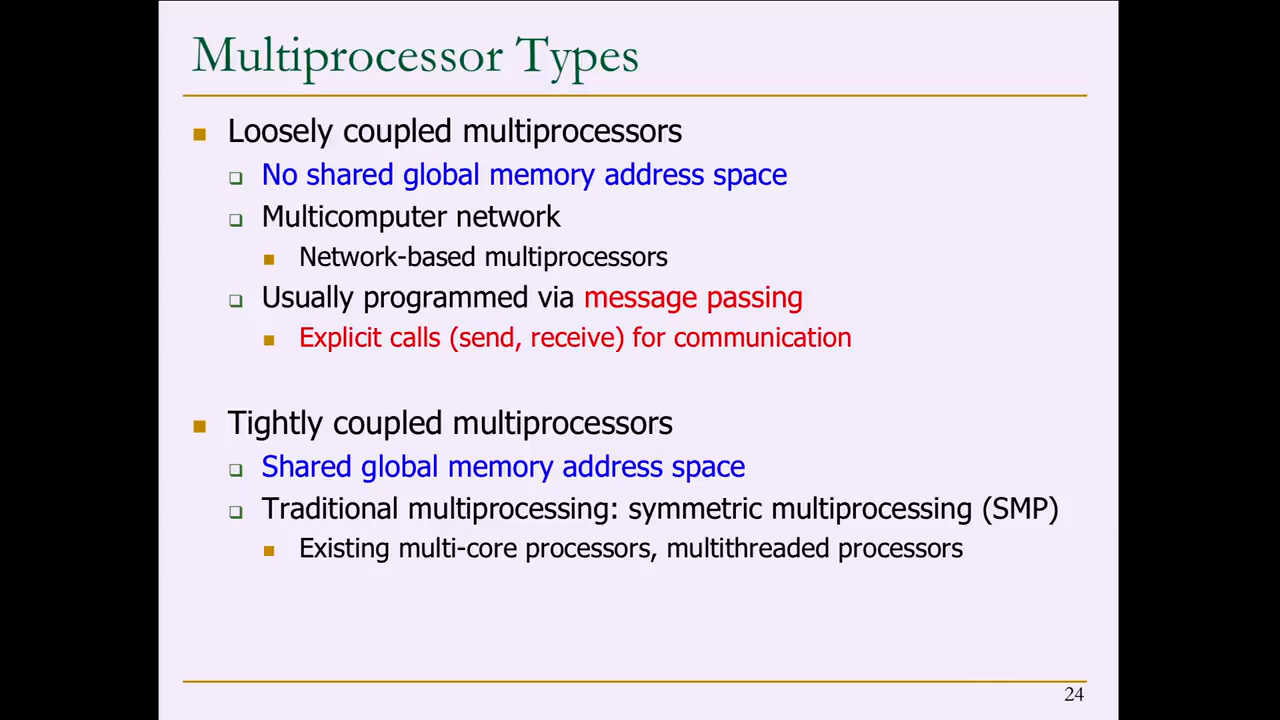 Multiprocessor Types
Loosely coupled multiprocessors
No shared global memory address space
Multicomputer network
Network-based multiprocessors
Usually programmed via message passing
Explicit calls (send, receive) for communication
Tightly coupled multiprocessors
Shared global memory address space
Traditional multiprocessing: symmetric multiprocessing (SMP)
Existing multi-core processors, multithreaded processors
24